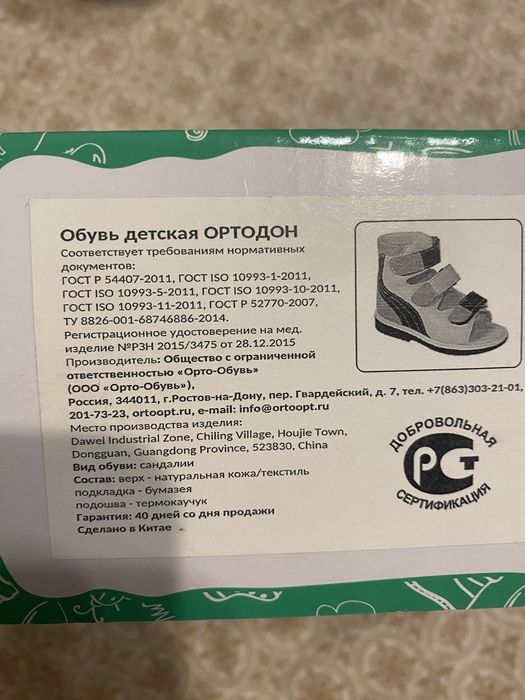 Обувь детская ОРТОДОН
Соответствует требованиям нормативных
документов:
ГОСТ Р 54407-2011, ГОСТ ISO 10993-1-2011,
ГОСТ ISO 10993-5-2011, ГОСТ ISO 10993-10-2011,
ГОСТ ISO 10993-11-2011, ГОСТ Р 52770-2007,
ТУ 8826-001-68746886-2014.
Регистрационное удостоверение на мед.
изделие №РЗН 2015/3475 от 28.12.2015
Производитель: Общество с ограниченной
ответственностью «Орто-Обувь»
(ООО «Орто-Обувь»),
Россия, 344011, г.Ростов-на-Дону, пер. Гвардейский, д. 7, тел. +7(863)303-21-01,
201-73-23, ortoopt.ru, e-mail: info@ortoopt.ru
Место производства изделия:
Dawei Industrial Zone, Chiling Village, Houjie Town,
Dongguan, Guangdong Province, 523830, China
Вид обуви: сандалии
Состав: верх - натуральная кожа/текстиль
подкладка - бумазея
подошва - термокаучук
Гарантия: 40 дней со дня продажи
Сделано в Китае
ДОБРОВОЛЬНАЯ
РСТ
СЕРТИФИКАЦИЯ